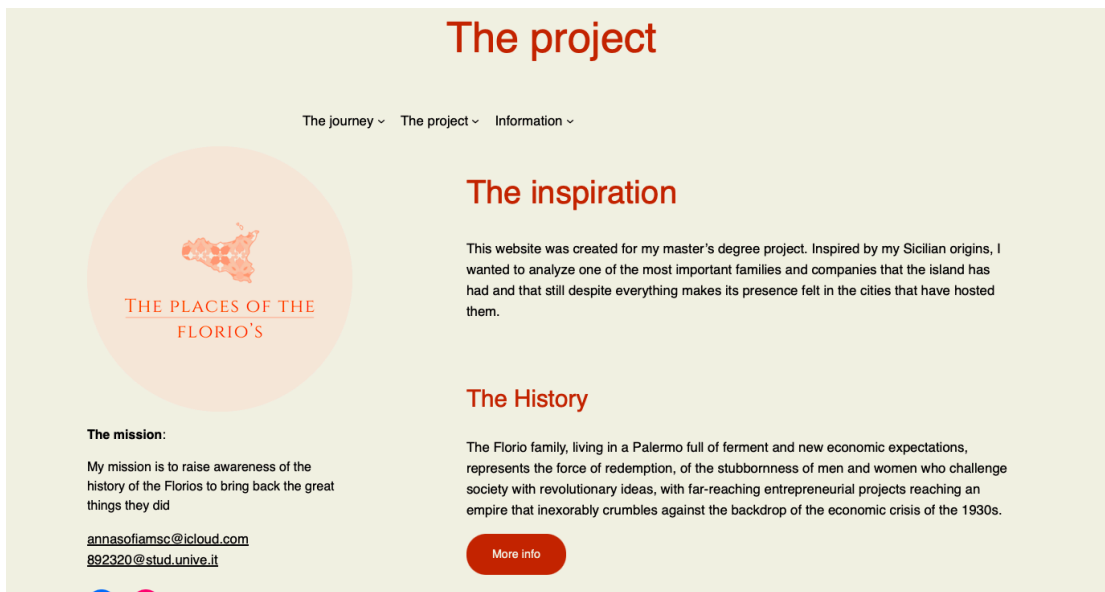 The project
The journey
The project
Information
THE PLACES OF THE
FLORIO'S
The mission:
My mission is to raise awareness of the
history of the Florios to bring back the great
things they did
annasofiamsc@icloud.com
892320@stud.unive.it
The inspiration
This website was created for my master’s degree project. Inspired by my Sicilian origins, I
wanted to analyze one of the most important families and companies that the island has
had and that still despite everything makes its presence felt in the cities that have hosted
them.
The History
The Florio family, living in a Palermo full of ferment and new economic expectations,
represents the force of redemption, of the stubbornness of men and women who challenge
society with revolutionary ideas, with far-reaching entrepreneurial projects reaching an
empire that inexorably crumbles against the backdrop of the economic crisis of the 1930s.
More info